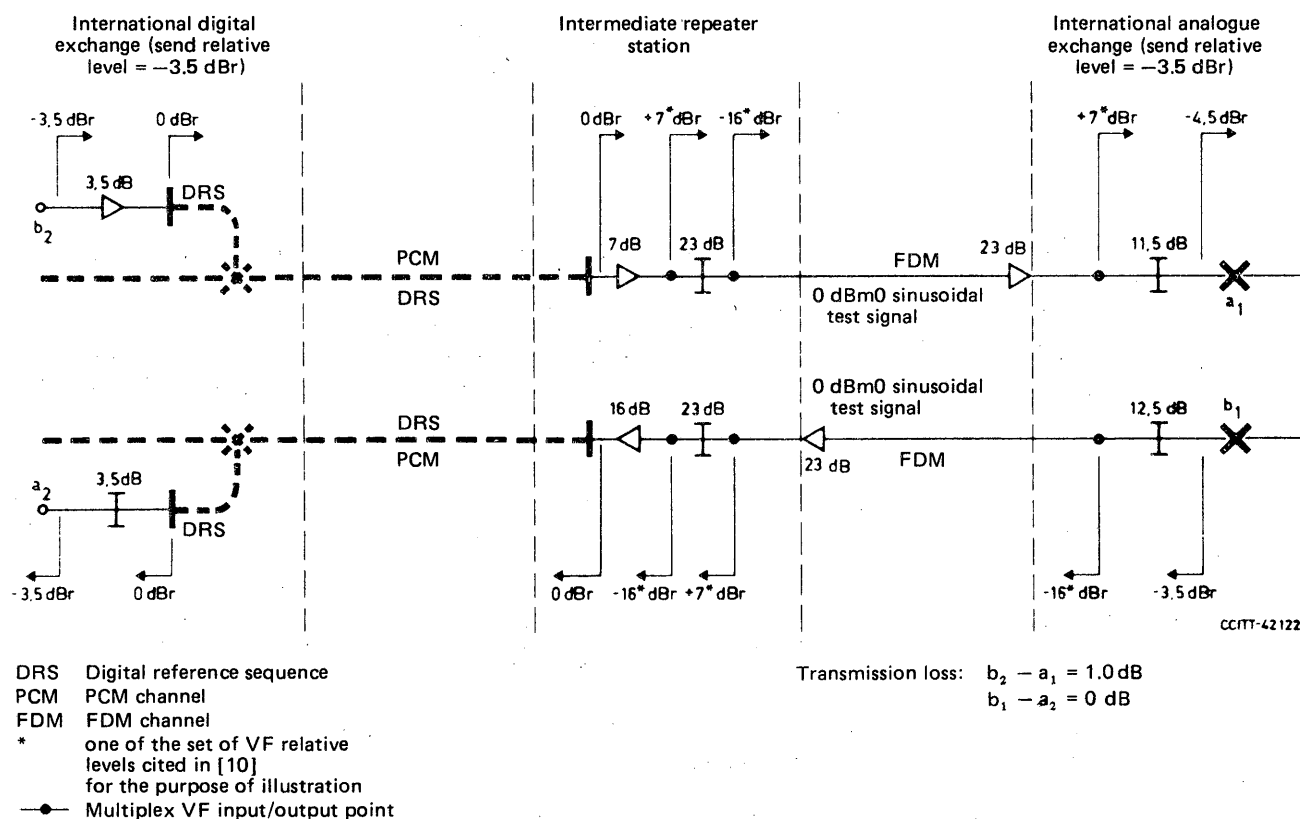 International digital
exchange (send relative
level = —3.5 dBr)
Intermediate repeater
station
International analogue
exchange (send relative
level = —3.5 dBr)
-3,5 dBr
0 dBr
0 dBr
+7* dBr
-16* dBr
+7* dBr
-4,5 dBr
3,5 dB
DRS
b2
PCM
DRS
7 dB
23 dB
FDM
23 dB
11,5 dB
0 dBm0 sinusoidal
test signal
a1
0 dBm0 sinusoidal
test signal
DRS
PCM
16 dB
23 dB
23 dB
FDM
12,5 dB
b1
a2
3,5dB
DRS
-3,5 dBr
0 dBr
0 dBr
-16* dBr
+7* dBr
-16* dBr
-3,5 dBr
CCITT-42122
DRS Digital reference sequence
PCM PCM channel
FDM FDM channel
* one of the set of VF relative
levels cited in [10]
for the purpose of illustration
Multiplex VF input/output point
Transmission loss: b2 — a1 = 1.0 dB
b1 — a2 = 0 dB